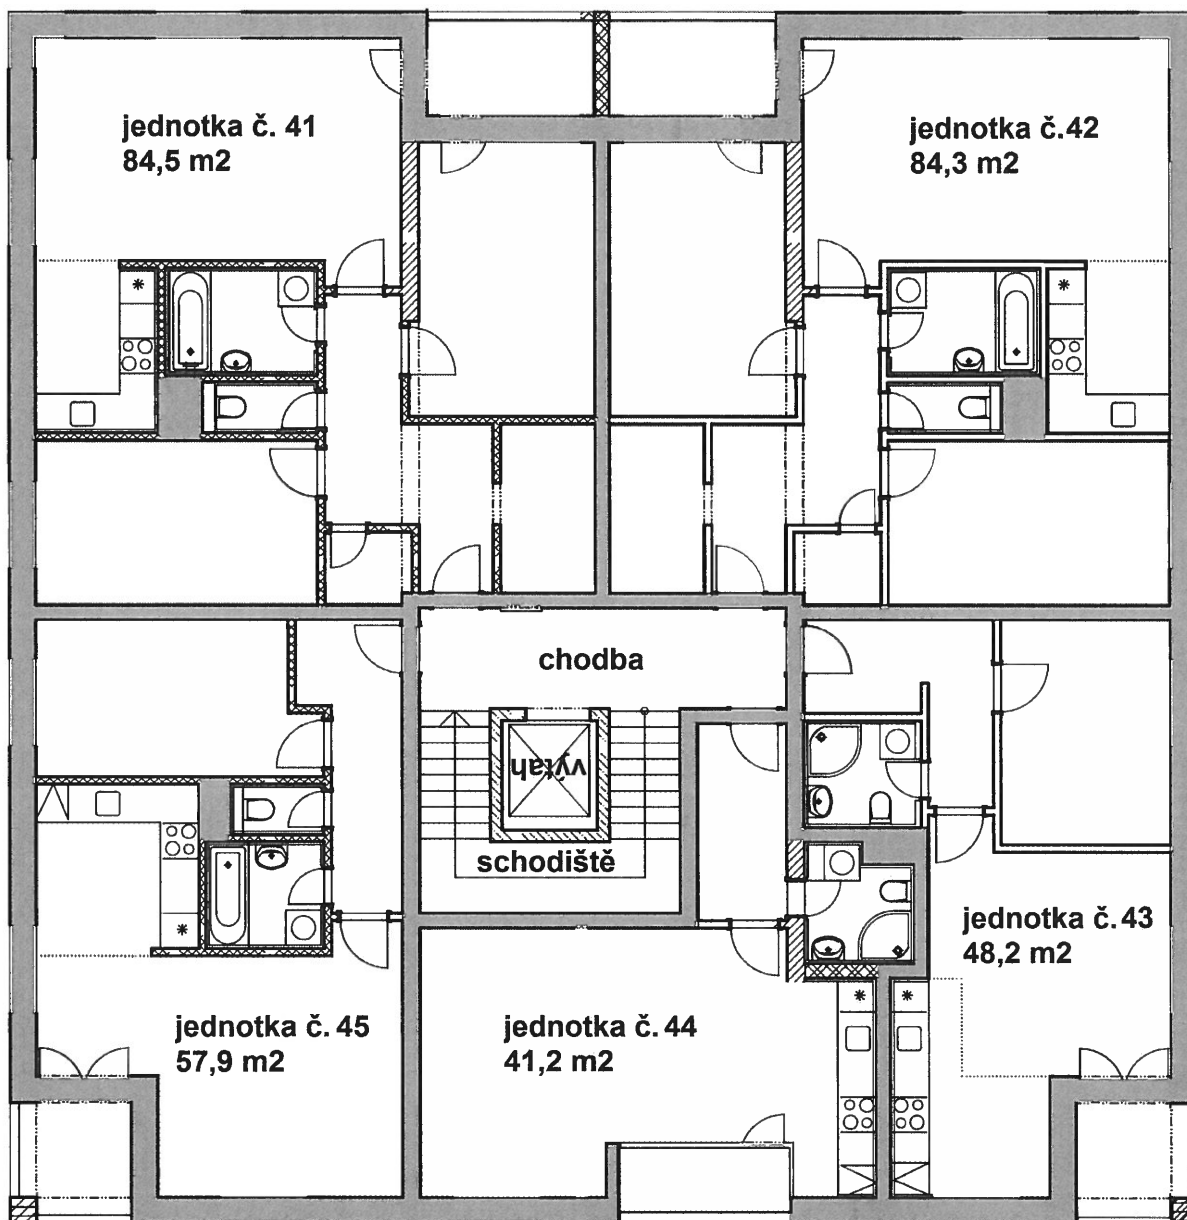 jednotka č. 41
84,5 m2
jednotka č.42
84,3 m2
chodba
výtah
schodiště
jednotka č. 43
48,2 m2
jednotka č. 45
57,9 m2
jednotka č. 44
41,2 m2